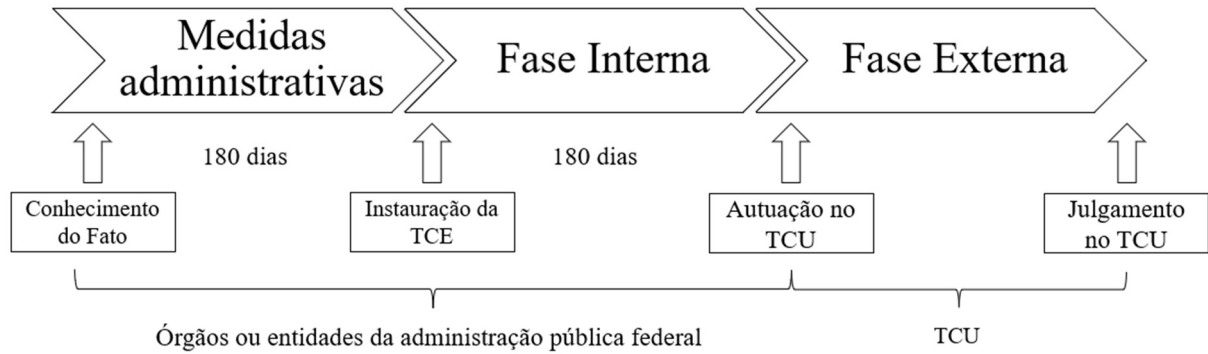 Medidas
administrativas
Fase Interna
Fase Externa
180 dias
180 dias
Conhecimento
do Fato
Instauração da
TCE
Autuação no
TCU
Julgamento
no TCU
Órgãos ou entidades da administração pública federal
TCU